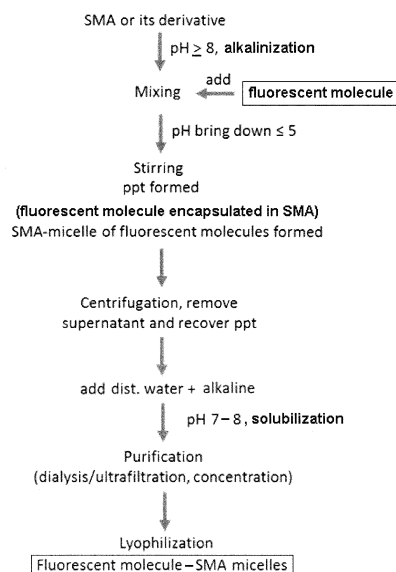 SMA or its derivative
pH ≥ 8, alkalinization
add
Mixing
fluorescent molecule
pH bring down ≤ 5
Stirring
ppt formed
(fluorescent molecule encapsulated in SMA)
SMA-micelle of fluorescent molecules formed
Centrifugation, remove
supernatant and recover ppt
add dist. water + alkaline
pH 7–8, solubilization
Purification
(dialysis/ultrafiltration, concentration)
Lyophilization
Fluorescent molecule–SMA micelles